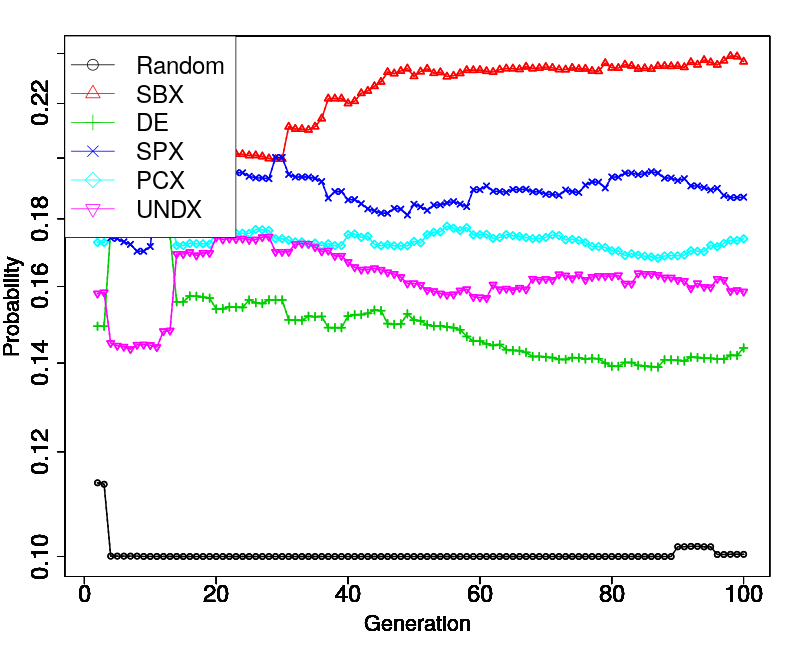 Random
SBX
DE
SPX
PCX
UNDX
0.22
0.18
0.16
0.14
0.12
0.10
Probability
0
20
40
60
80
100
Generation